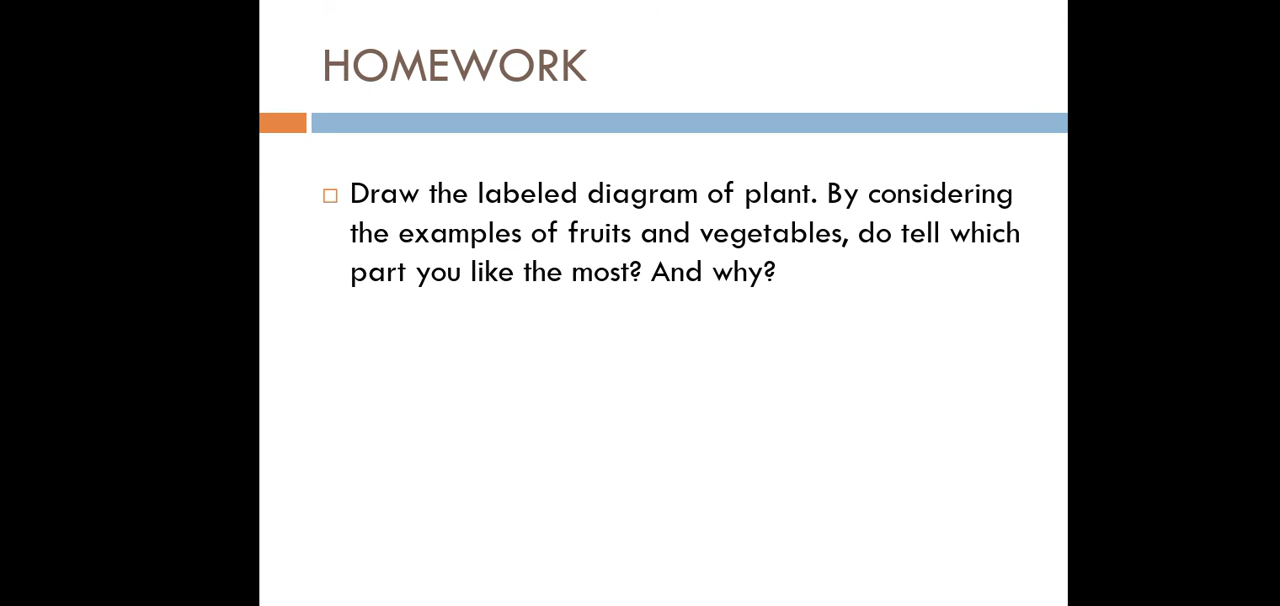 HOMEWORK
Draw the labeled diagram of plant. By considering
the examples of fruits and vegetables, do tell which
part you like the most? And why?